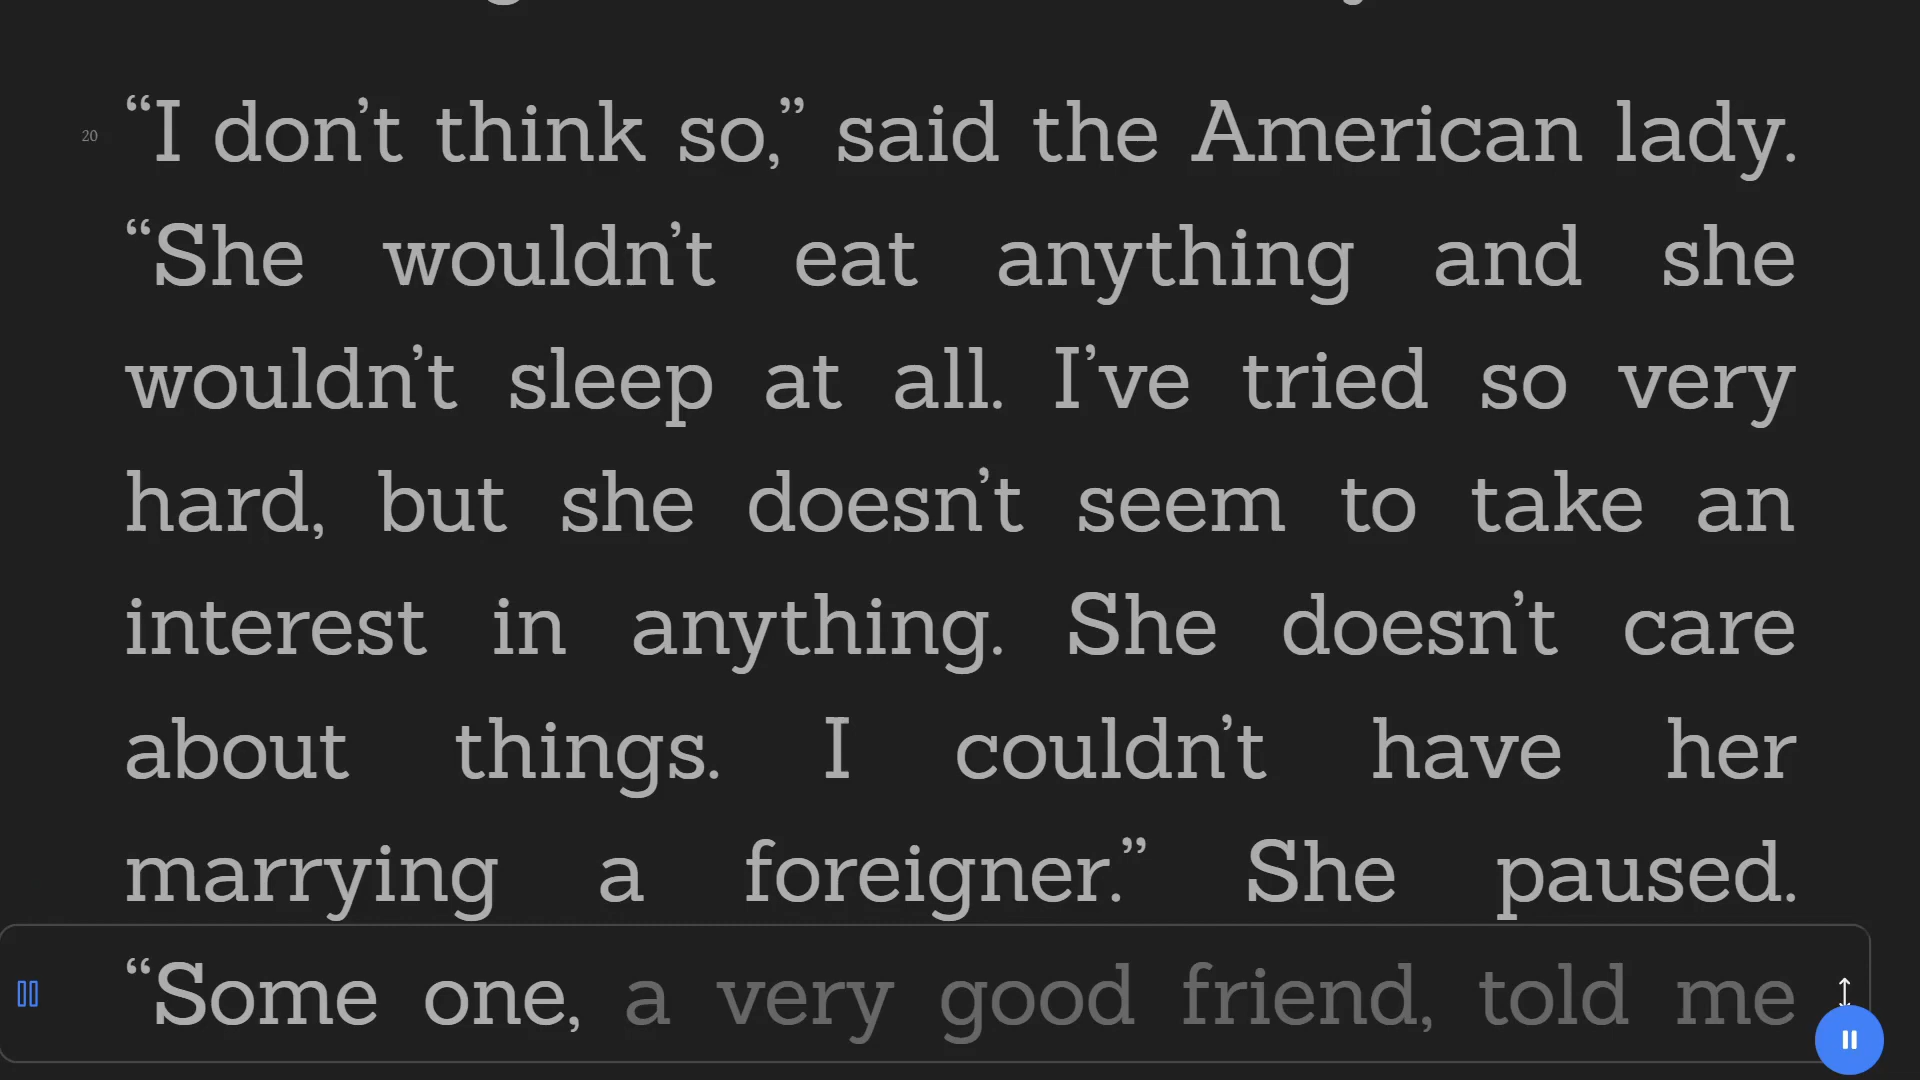 20
“I don’t think so,” said the American lady.
“She wouldn’t eat anything and she
wouldn’t sleep at all. I’ve tried so very
hard, but she doesn’t seem to take an
interest in anything. She doesn’t care
about things. I couldn’t have her
marrying a foreigner.” She paused.
“Some one, a very good friend, told me